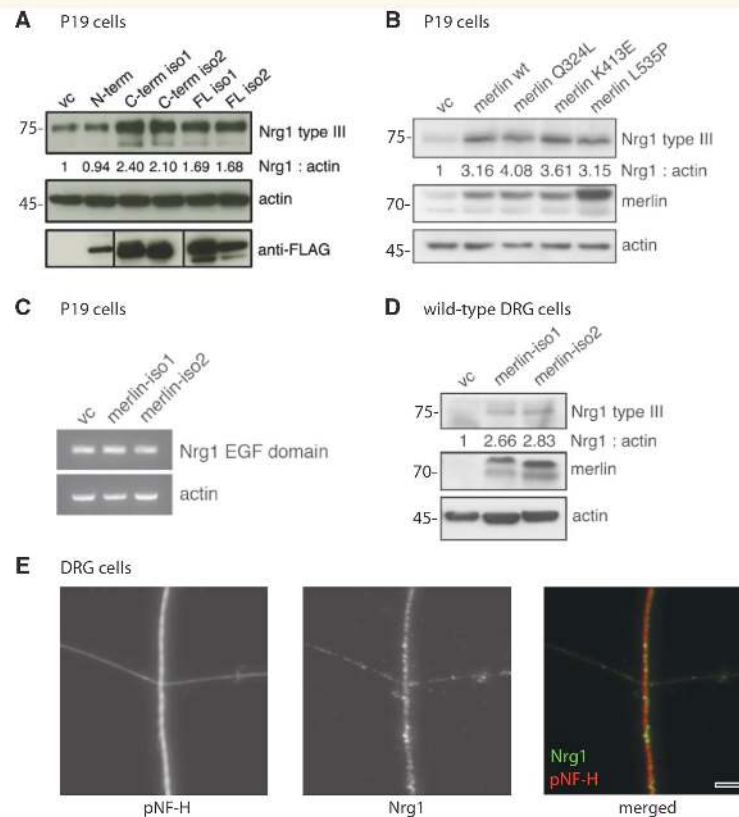 A P19 cells
vc N-term C-term iso1 C-term iso2 FL iso1 FL iso2
75- Nrg1 type III
1 0.94 2.40 2.10 1.69 1.68 Nrg1 : actin
45- actin
anti-FLAG
B P19 cells
vc merlin wt merlin Q324L merlin K413E merlin L535P
75- Nrg1 type III
1 3.16 4.08 3.61 3.15 Nrg1 : actin
70- merlin
45- actin
C P19 cells
vc merlin-iso1 merlin-iso2
Nrg1 EGF domain
actin
D wild-type DRG cells
vc merlin-iso1 merlin-iso2
75- Nrg1 type III
1 2.66 2.83 Nrg1 : actin
70- merlin
45- actin
E DRG cells
Nrg1
pNF-H
pNF-H Nrg1 merged